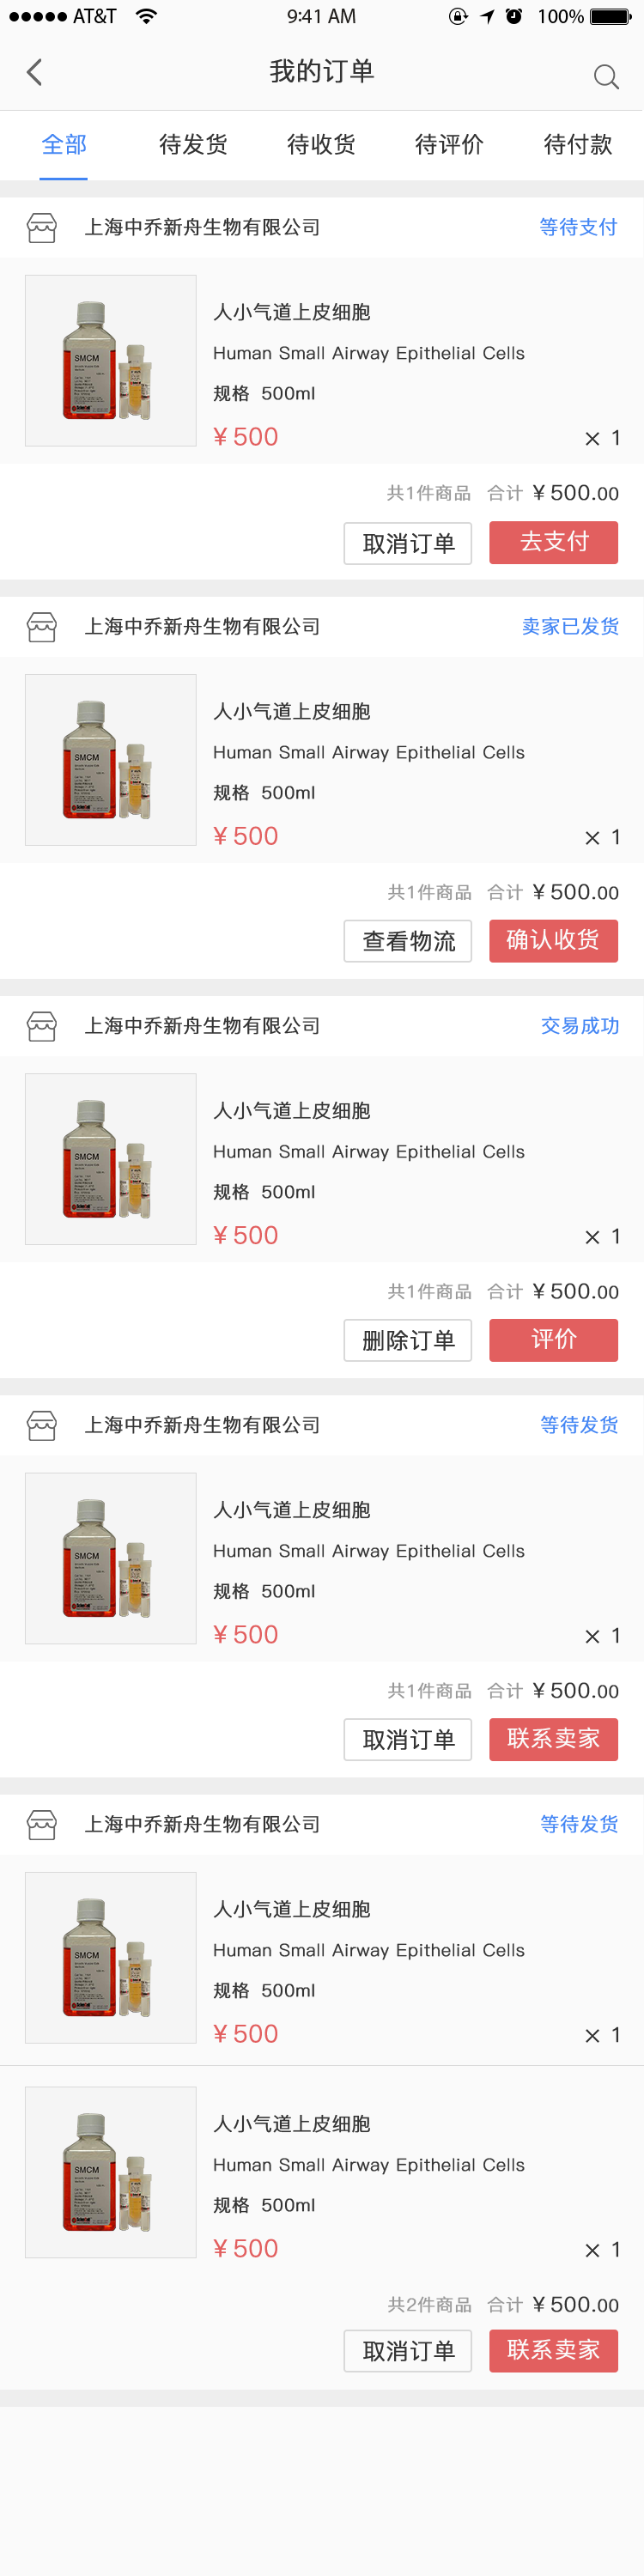 AT&T 9:41 AM 100%
我的订单
全部 待发货 待收货 待评价 待付款
上海中乔新舟生物有限公司 等待支付
SMCM
人小气道上皮细胞
Human Small Airway Epithelial Cells
规格 500ml
¥500 × 1
共1件商品 合计 ¥500.00
取消订单 去支付
上海中乔新舟生物有限公司 卖家已发货
SMCM
人小气道上皮细胞
Human Small Airway Epithelial Cells
规格 500ml
¥500 × 1
共1件商品 合计 ¥500.00
查看物流 确认收货
上海中乔新舟生物有限公司 交易成功
SMCM
人小气道上皮细胞
Human Small Airway Epithelial Cells
规格 500ml
¥500 × 1
共1件商品 合计 ¥500.00
删除订单 评价
上海中乔新舟生物有限公司 等待发货
SMCM
人小气道上皮细胞
Human Small Airway Epithelial Cells
规格 500ml
¥500 × 1
共1件商品 合计 ¥500.00
取消订单 联系卖家
上海中乔新舟生物有限公司 等待发货
SMCM
人小气道上皮细胞
Human Small Airway Epithelial Cells
规格 500ml
¥500 × 1
SMCM
人小气道上皮细胞
Human Small Airway Epithelial Cells
规格 500ml
¥500 × 1
共2件商品 合计 ¥500.00
取消订单 联系卖家